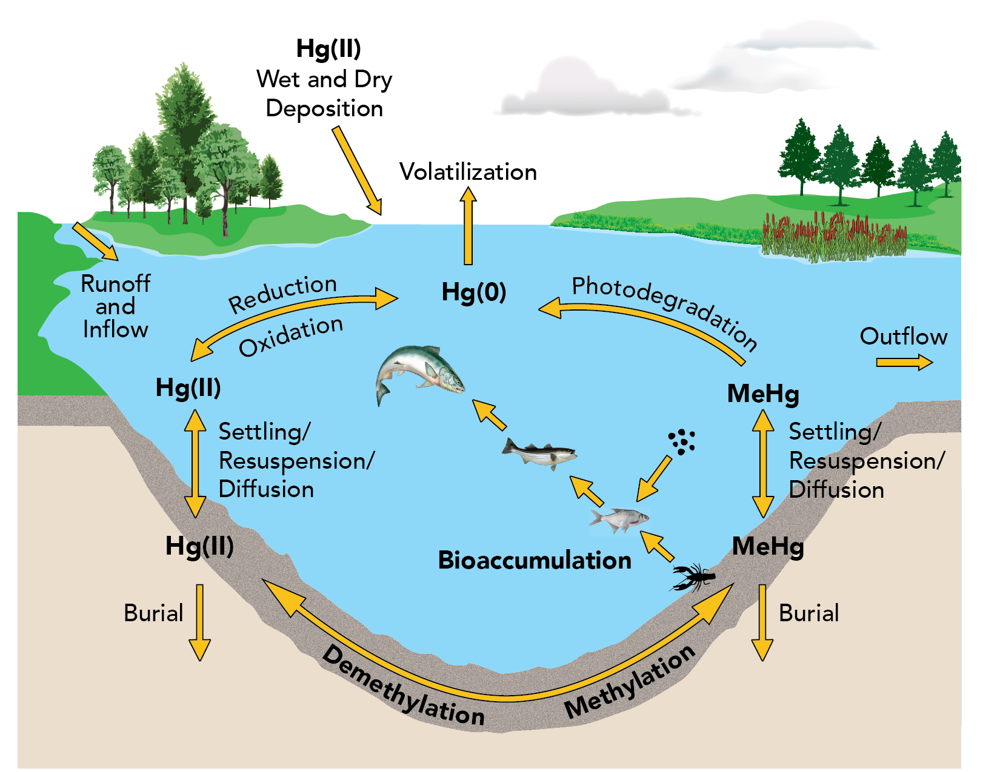 Hg(II)
Wet and Dry
Deposition
Volatilization
Runoff
and
Inflow
Reduction
Oxidation
Hg(0)
Photodegradation
Outflow
Hg(II)
MeHg
Settling/
Resuspension/
Diffusion
Settling/
Resuspension/
Diffusion
Hg(II)
Bioaccumulation
MeHg
Burial
Burial
Demethylation
Methylation